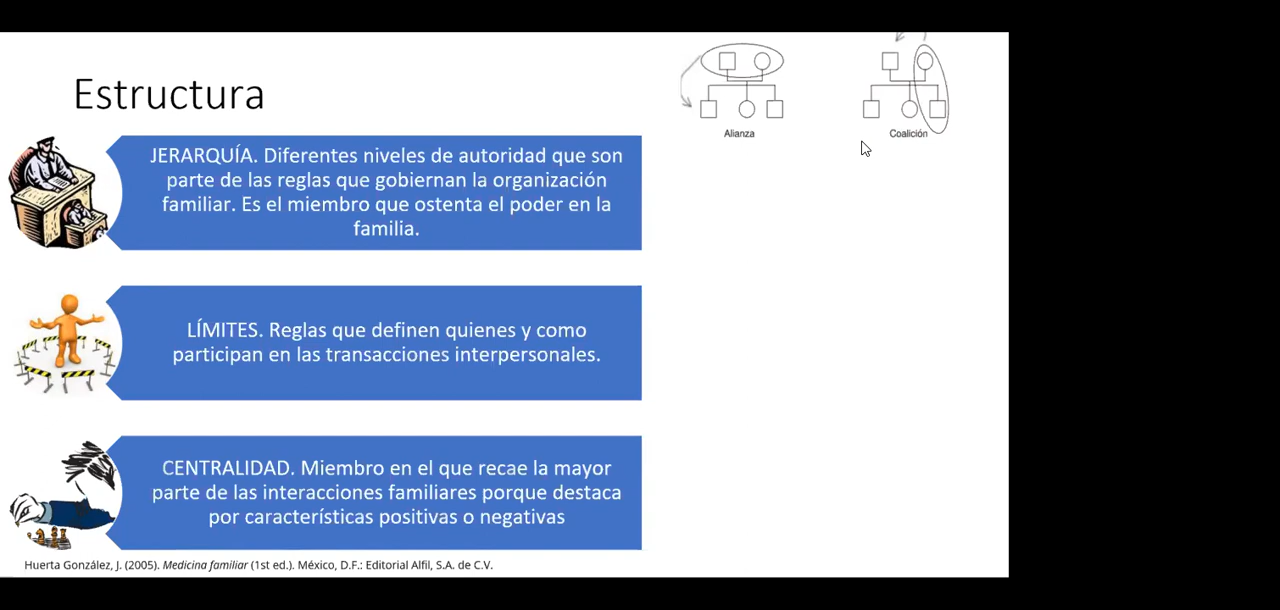 Estructura
JERARQUÍA. Diferentes niveles de autoridad que son
parte de las reglas que gobiernan la organización
familiar. Es el miembro que ostenta el poder en la
familia.
LÍMITES. Reglas que definen quienes y como
participan en las transacciones interpersonales.
CENTRALIDAD. Miembro en el que recae la mayor
parte de las interacciones familiares porque destaca
por características positivas o negativas
Huerta González, J. (2005). Medicina familiar (1st ed.). México, D.F.: Editorial Alfil, S.A. de C.V.
Alianza
Coalición